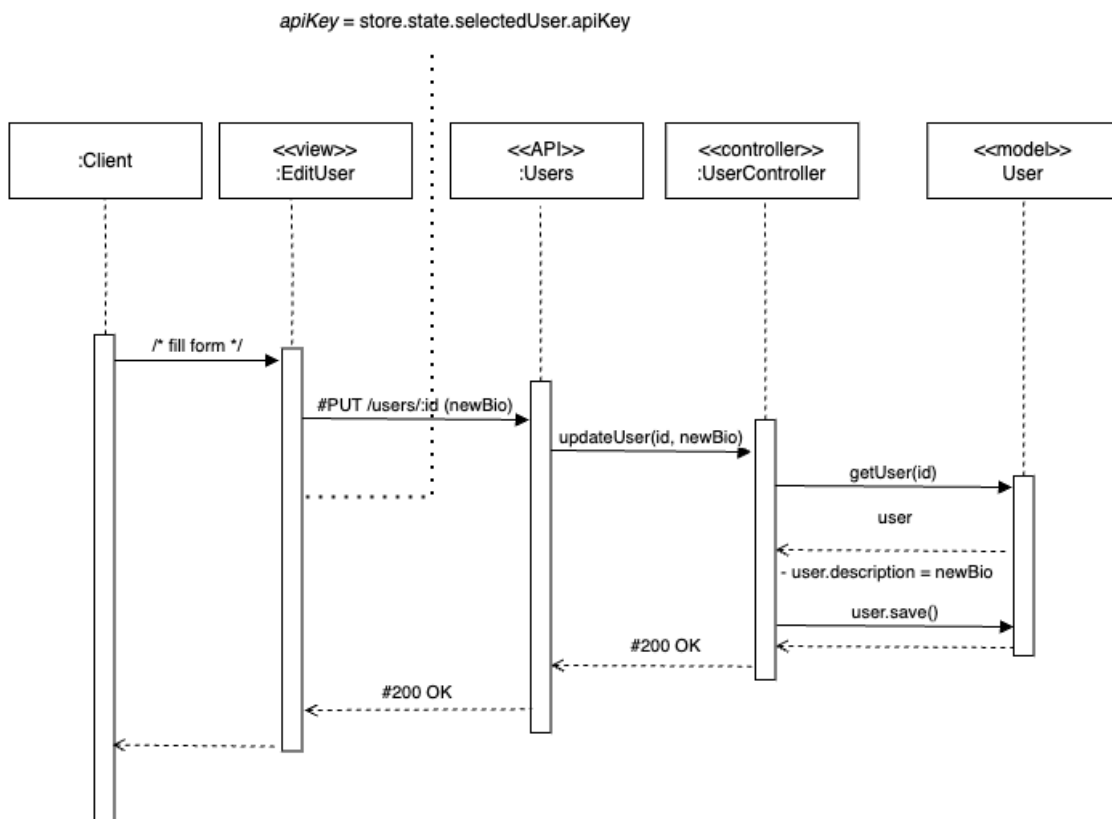 apiKey = store.state.selectedUser.apiKey
:Client
<<view>>
:EditUser
<<API>>
:Users
<<controller>>
:UserController
<<model>>
User
/* fill form */
#PUT /users/:id (newBio)
updateUser(id, newBio)
getUser(id)
user
- user.description = newBio
user.save()
#200 OK
#200 OK